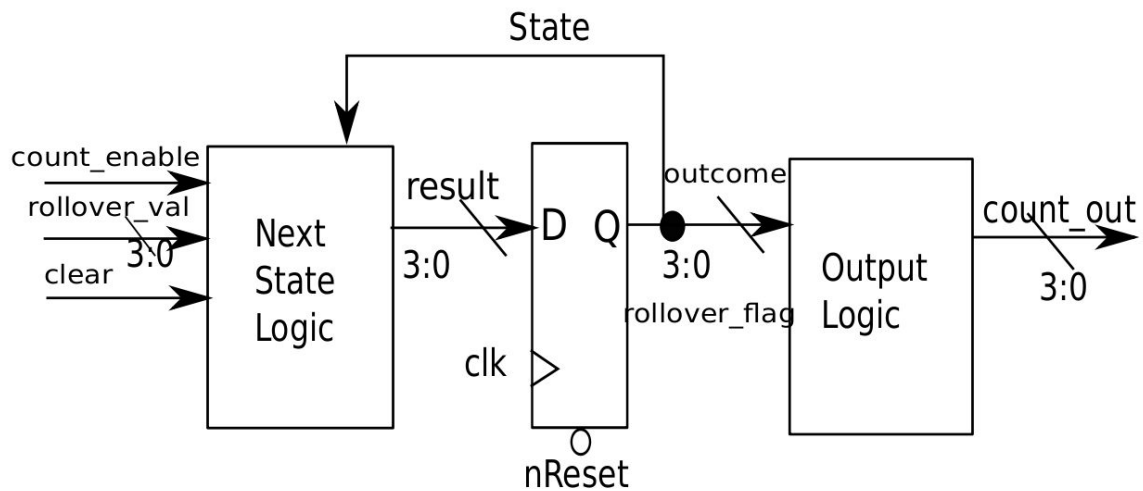 State
count_enable
rollover_val
3:0
clear
Next
State
Logic
result
3:0
D Q
clk
nReset
outcome
3:0
rollover_flag
Output
Logic
count_out
3:0